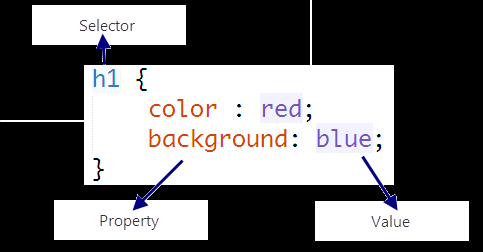 Selector
h1 {
color : red;
background: blue;
}
Property
Value